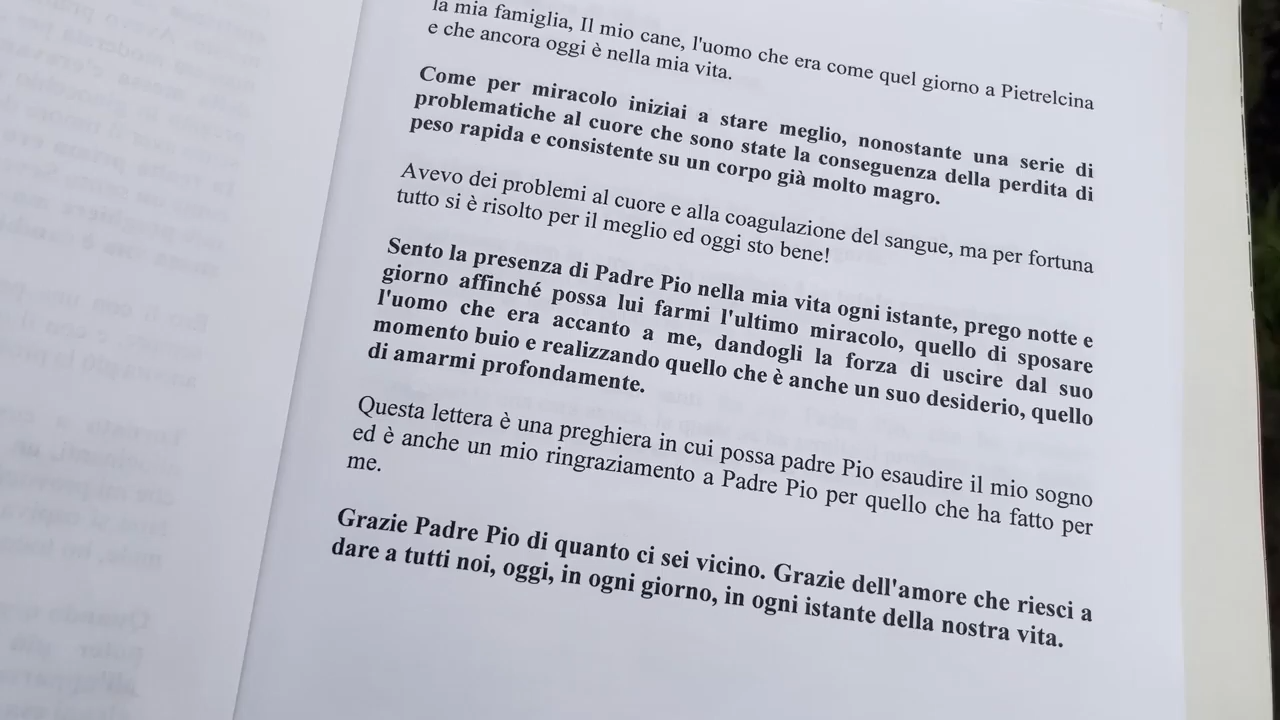 la mia famiglia, Il mio cane, l'uomo che era come quel giorno a Pietrelcina
e che ancora oggi è nella mia vita.
Come per miracolo iniziai a stare meglio, nonostante una serie di
problematiche al cuore che sono state la conseguenza della perdita di
peso rapida e consistente su un corpo già molto magro.
Avevo dei problemi al cuore e alla coagulazione del sangue, ma per fortuna
tutto si è risolto per il meglio ed oggi sto bene!
Sento la presenza di Padre Pio nella mia vita ogni istante, prego notte e
giorno affinché possa lui farmi l'ultimo miracolo, quello di sposare
l'uomo che era accanto a me, dandogli la forza di uscire dal suo
momento buio e realizzando quello che è anche un suo desiderio, quello
di amarmi profondamente.
Questa lettera è una preghiera in cui possa padre Pio esaudire il mio sogno
ed è anche un mio ringraziamento a Padre Pio per quello che ha fatto per
me.
Grazie Padre Pio di quanto ci sei vicino. Grazie dell'amore che riesci a
dare a tutti noi, oggi, in ogni giorno, in ogni istante della nostra vita.